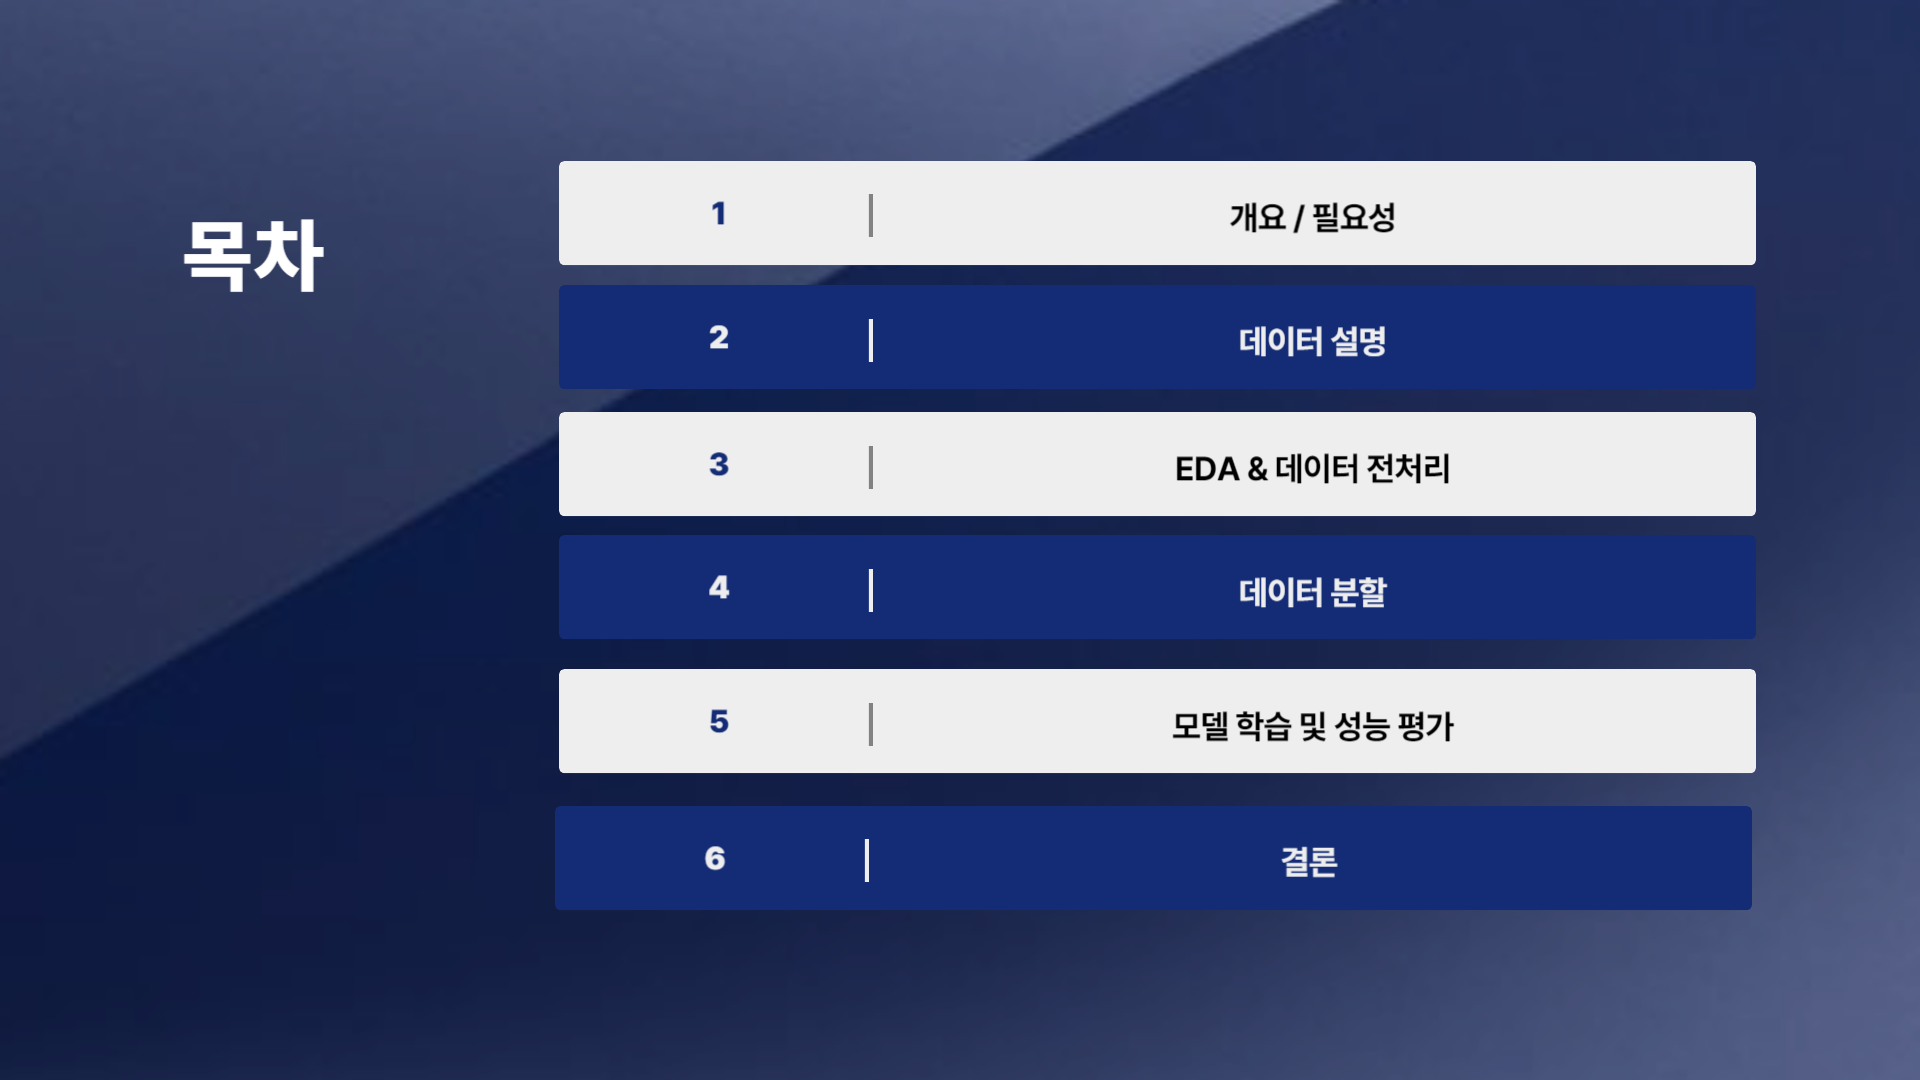 목차
1 개요 / 필요성
2 데이터 설명
3 EDA & 데이터 전처리
4 데이터 분할
5 모델 학습 및 성능 평가
6 결론